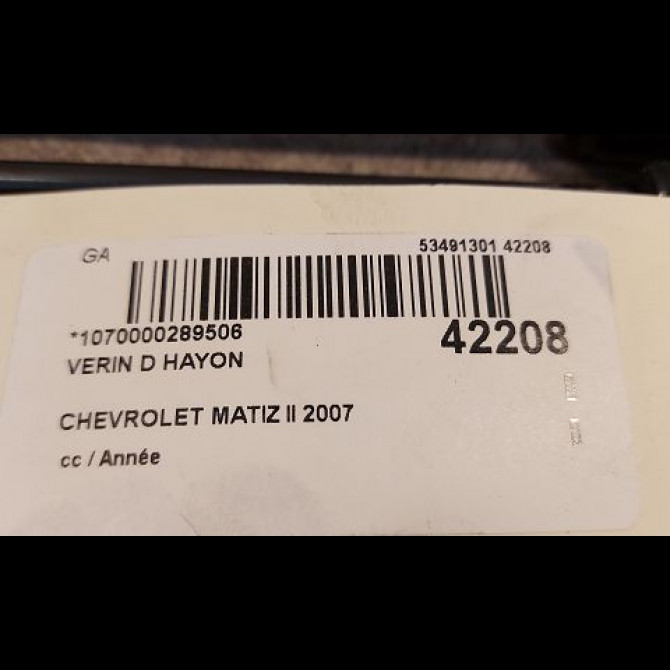 GA 53491301 42208
*1070000289506 42208
VERIN D HAYON
CHEVROLET MATIZ II 2007
cc / Année